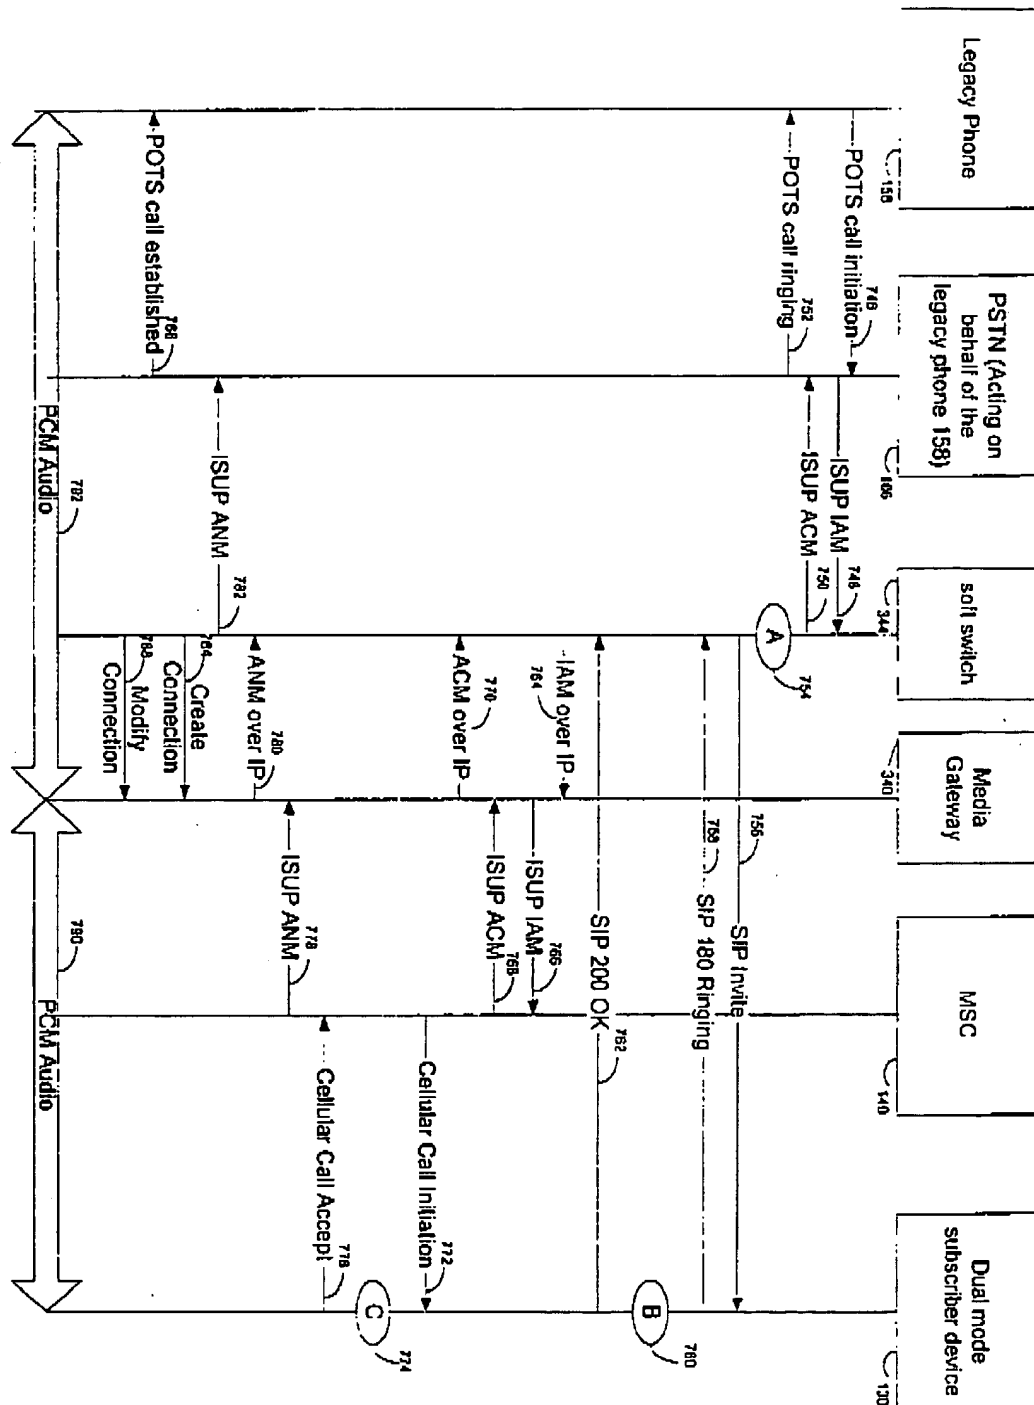 Legacy Phone
158
PSTN (Acting on
behalf of the
legacy phone 158)
166
soft switch
344
Media
Gateway
340
MSC
140
Dual mode
subscriber device
130
746
POTS call initiation
746
ISUP IAM
750
ISUP ACM
752
POTS call ringing
A
754
756
SIP Invite
758
SIP 180 Ringing
B
760
SIP 200 OK
762
IAM over IP
764
766
ISUP IAM
768
ISUP ACM
770
ACM over IP
772
Cellular Call Initiation
C
774
778
Cellular Call Accept
778
ISUP ANM
780
ANM over IP
782
ISUP ANM
784
Create
Connection
768
POTS call established
788
Modify
Connection
792
PCM Audio
790
PCM Audio